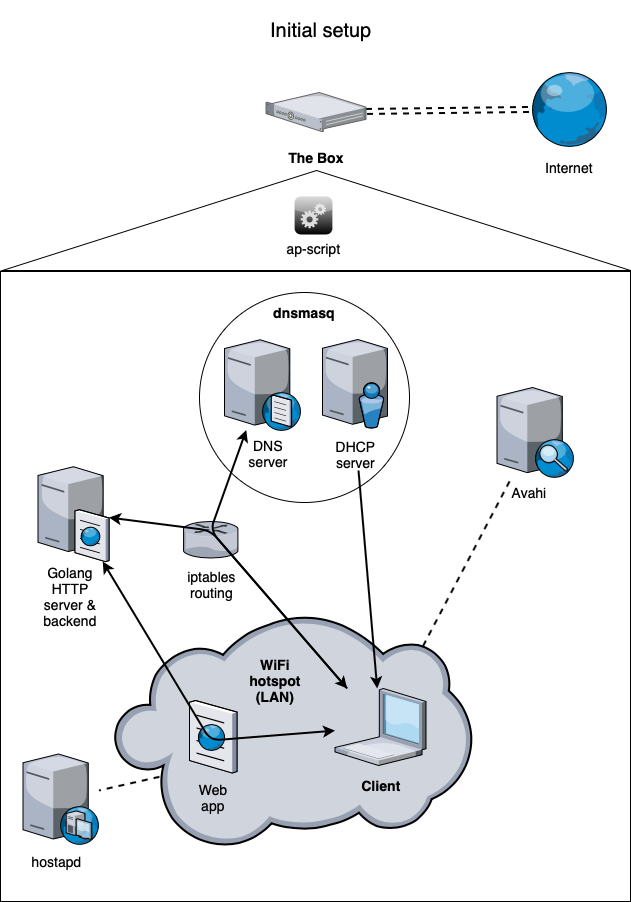 Initial setup
The Box
Internet
ap-script
dnsmasq
DNS
server
DHCP
server
Avahi
Golang
HTTP
server &
backend
iptables
routing
WiFi
hotspot
(LAN)
Web
app
Client
hostapd